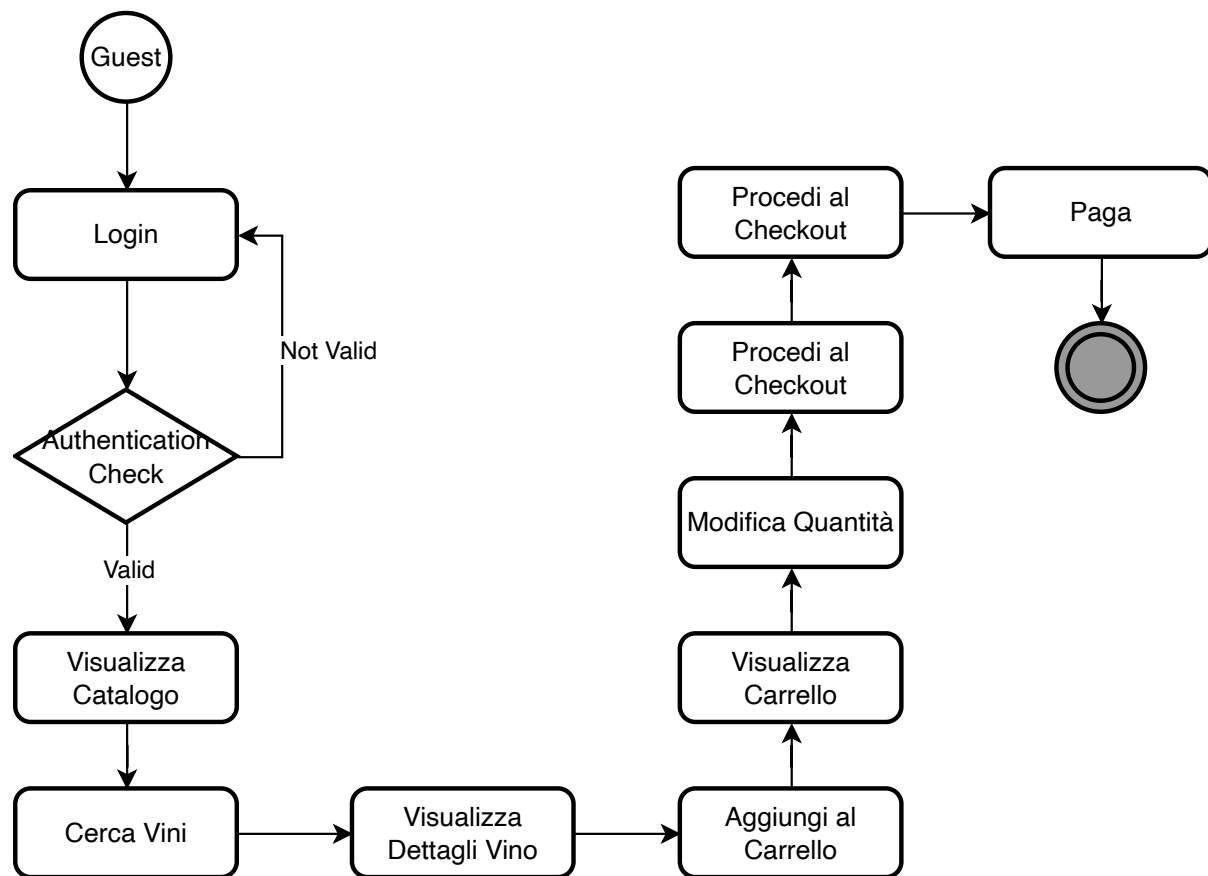 Guest
Login
Not Valid
Authentication
Check
Valid
Visualizza
Catalogo
Cerca Vini
Visualizza
Dettagli Vino
Aggiungi al
Carrello
Visualizza
Carrello
Modifica Quantità
Procedi al
Checkout
Procedi al
Checkout
Paga